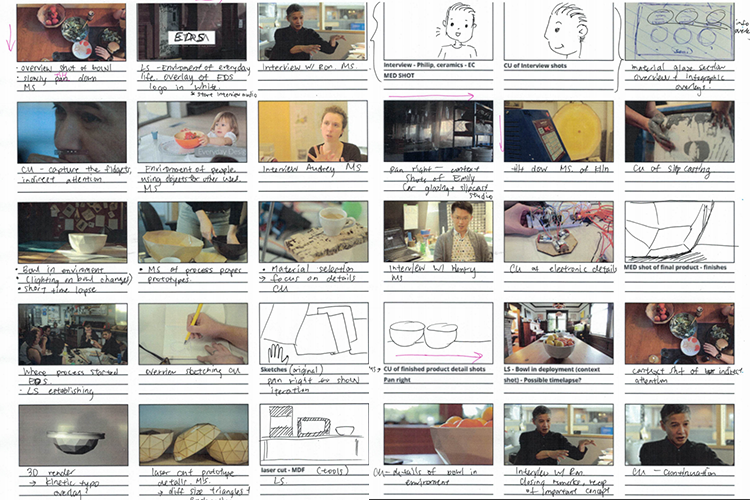 - overview shot of bowl
- slowly pan down
MS
EDS
LS - Enviroment of everyday
life. overlay of EDS
logo in white.
* start interview audio
Interview w/ Ron MS
Interview - Philip, ceramics - EC
MED SHOT
CU of Interview shots
material glaze
overview + Infographic
overlays.
CU - capture the fidgets,
indirect attention
Environment of people
using objects for other uses.
MS
Interview Audrey MS
pan right - context
shots of Emily
Car glazing + slipcast
studio
tilt down MS of kiln
CU of slip casting
• Bowl in enviroment
• (lighting on bowl changes)
• short time lapse
• MS of process paper
prototypes.
• Material selection
→ focus on details
CU
Interview w/ Henry
MS
CU of electronic details
MED shot of final product - finishes
Where process started
EDS.
- LS establishing
overview sketching CU
Sketches (original)
pan right to show
iteration
CU of finished product detail shots
Pan right
LS - Bowl in deployment (context
shot) - Possible timelapse?
context shot of indirect
attention
3D render
→ kinetic typo
overlay
laser cut prototype
details. MS.
→ diff size triangles +
laser cut - MDF (tools)
LS
CU - details of bowl in
environment
Interview w/ Ron
closing remarks, recap
of important concept
CU - continuation